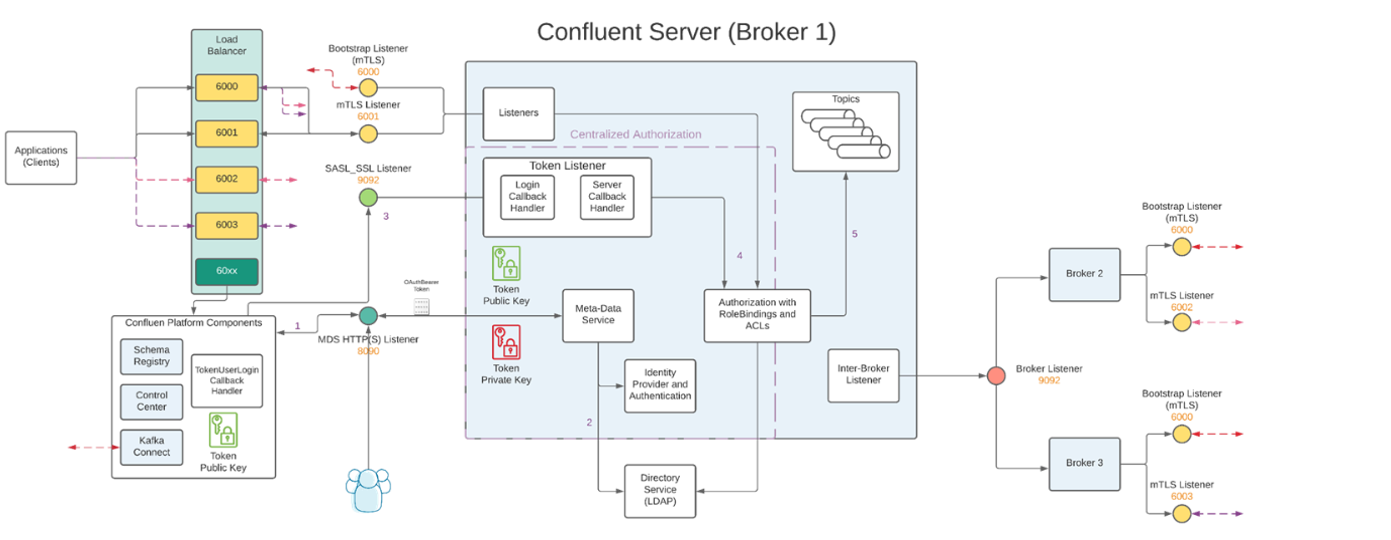 Confluent Server (Broker 1)
Load
Balancer
6000
6001
6002
6003
60xx
Applications
(Clients)
Bootstrap Listener
(mTLS)
6000
mTLS Listener
6001
SASL_SSL Listener
9092
3
Listeners
Centralized Authorization
Token Listener
Login
Callback
Handler
Server
Callback
Handler
Topics
4
5
Token
Public Key
Token
Private Key
OAuthBearer
Token
Meta-Data
Service
Authorization with
RoleBindings and
ACLs
Identity
Provider and
Authentication
Inter-Broker
Listener
2
Directory
Service
(LDAP)
1
MDS HTTP(S) Listener
8090
Confluen Platform Components
Schema
Registry
Control
Center
Kafka
Connect
TokenUserLogin
Callback
Handler
Token
Public Key
Broker Listener
9092
Broker 2
Bootstrap Listener
(mTLS)
6000
mTLS Listener
6002
Broker 3
Bootstrap Listener
(mTLS)
6000
mTLS Listener
6003